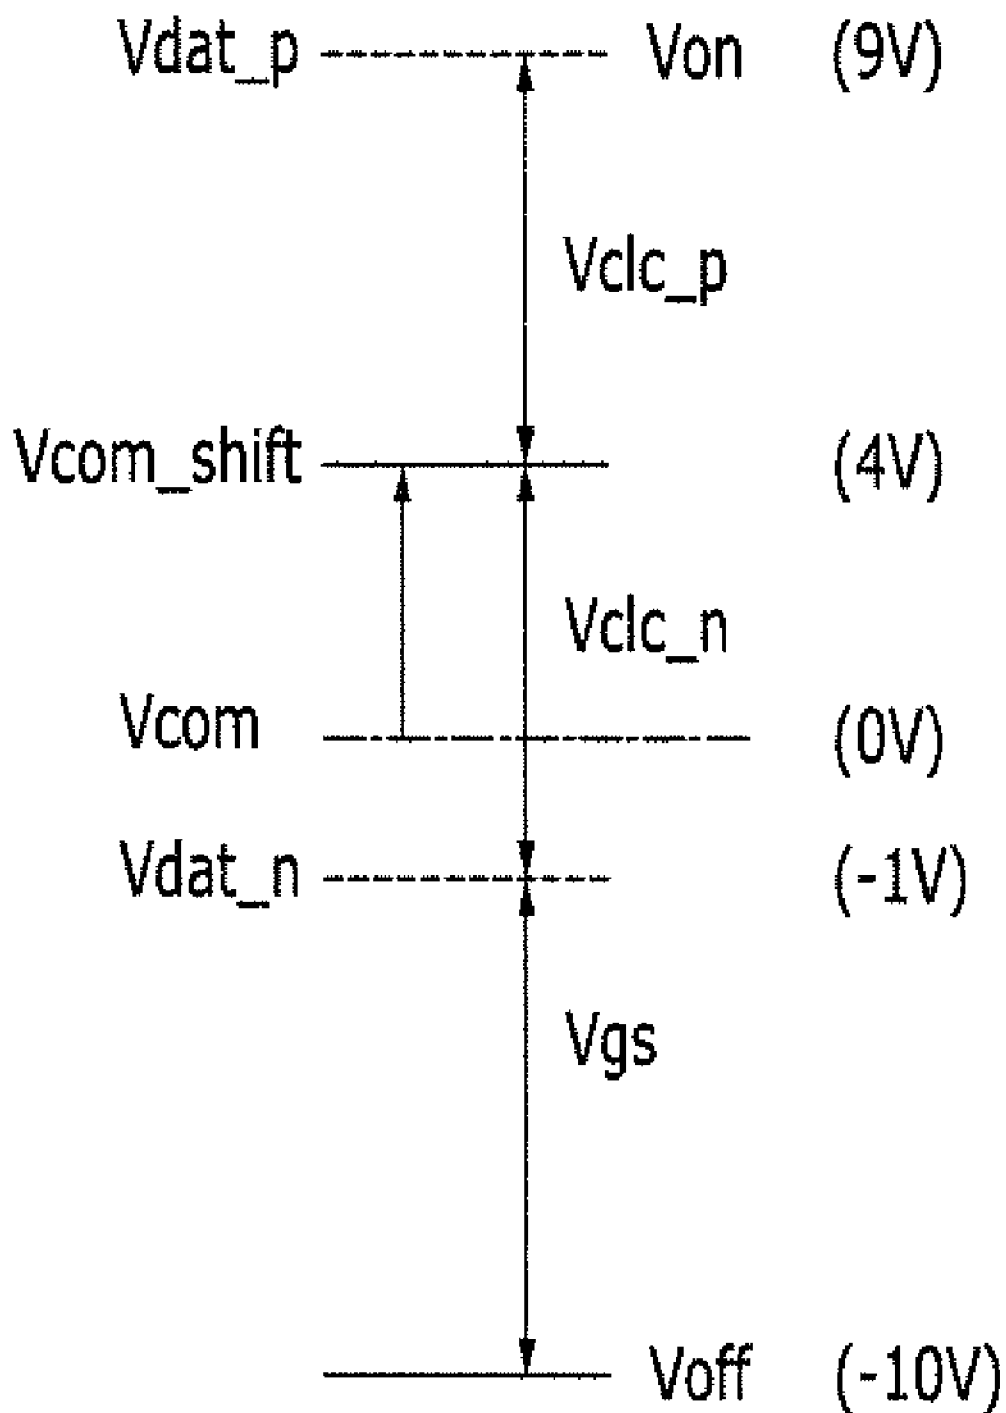 Vdat_p Von (9V)
Vclc_p
Vcom_shift (4V)
Vclc_n
Vcom (0V)
Vdat_n (-1V)
Vgs
Voff (-10V)